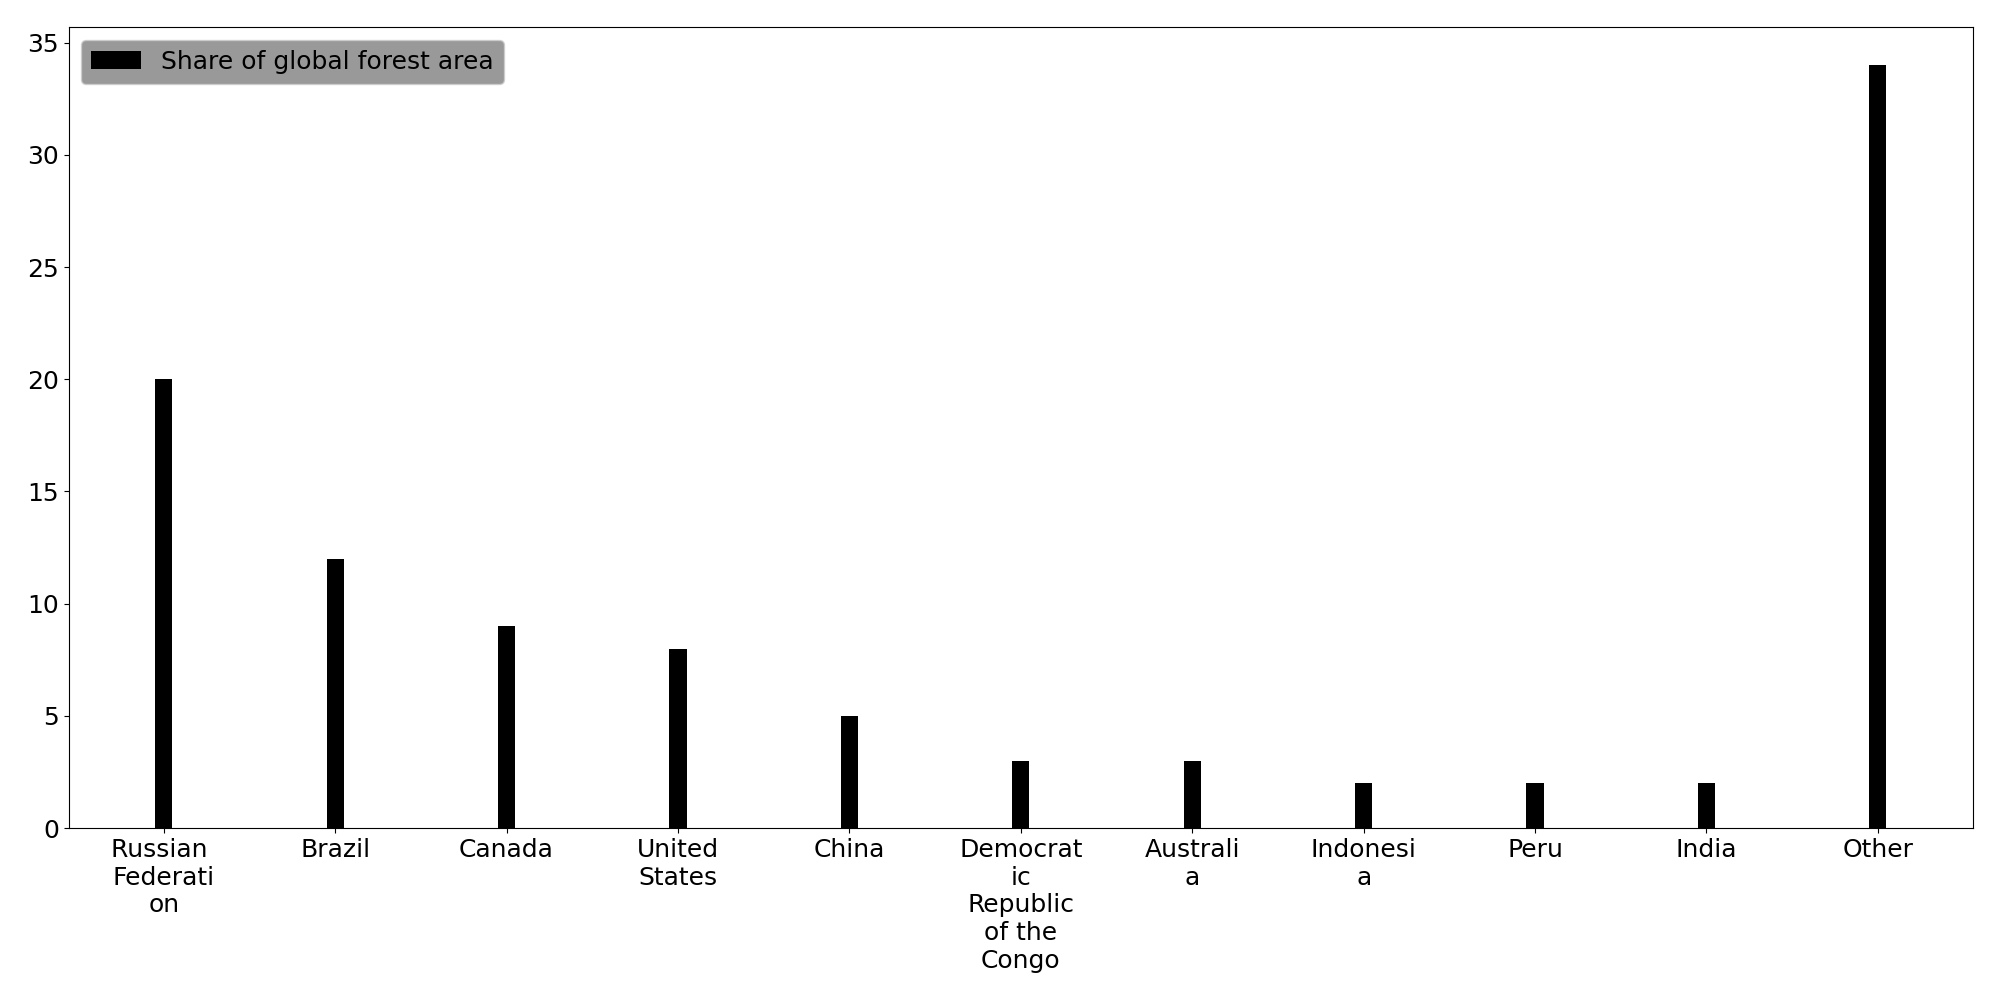 35
Share of global forest area
30
25
20
15
10
5
0
Russian
Federati
on
Brazil
Canada
United
States
China
Democrat
ic
Republic
of the
Congo
Australi
a
Indonesi
a
Peru
India
Other